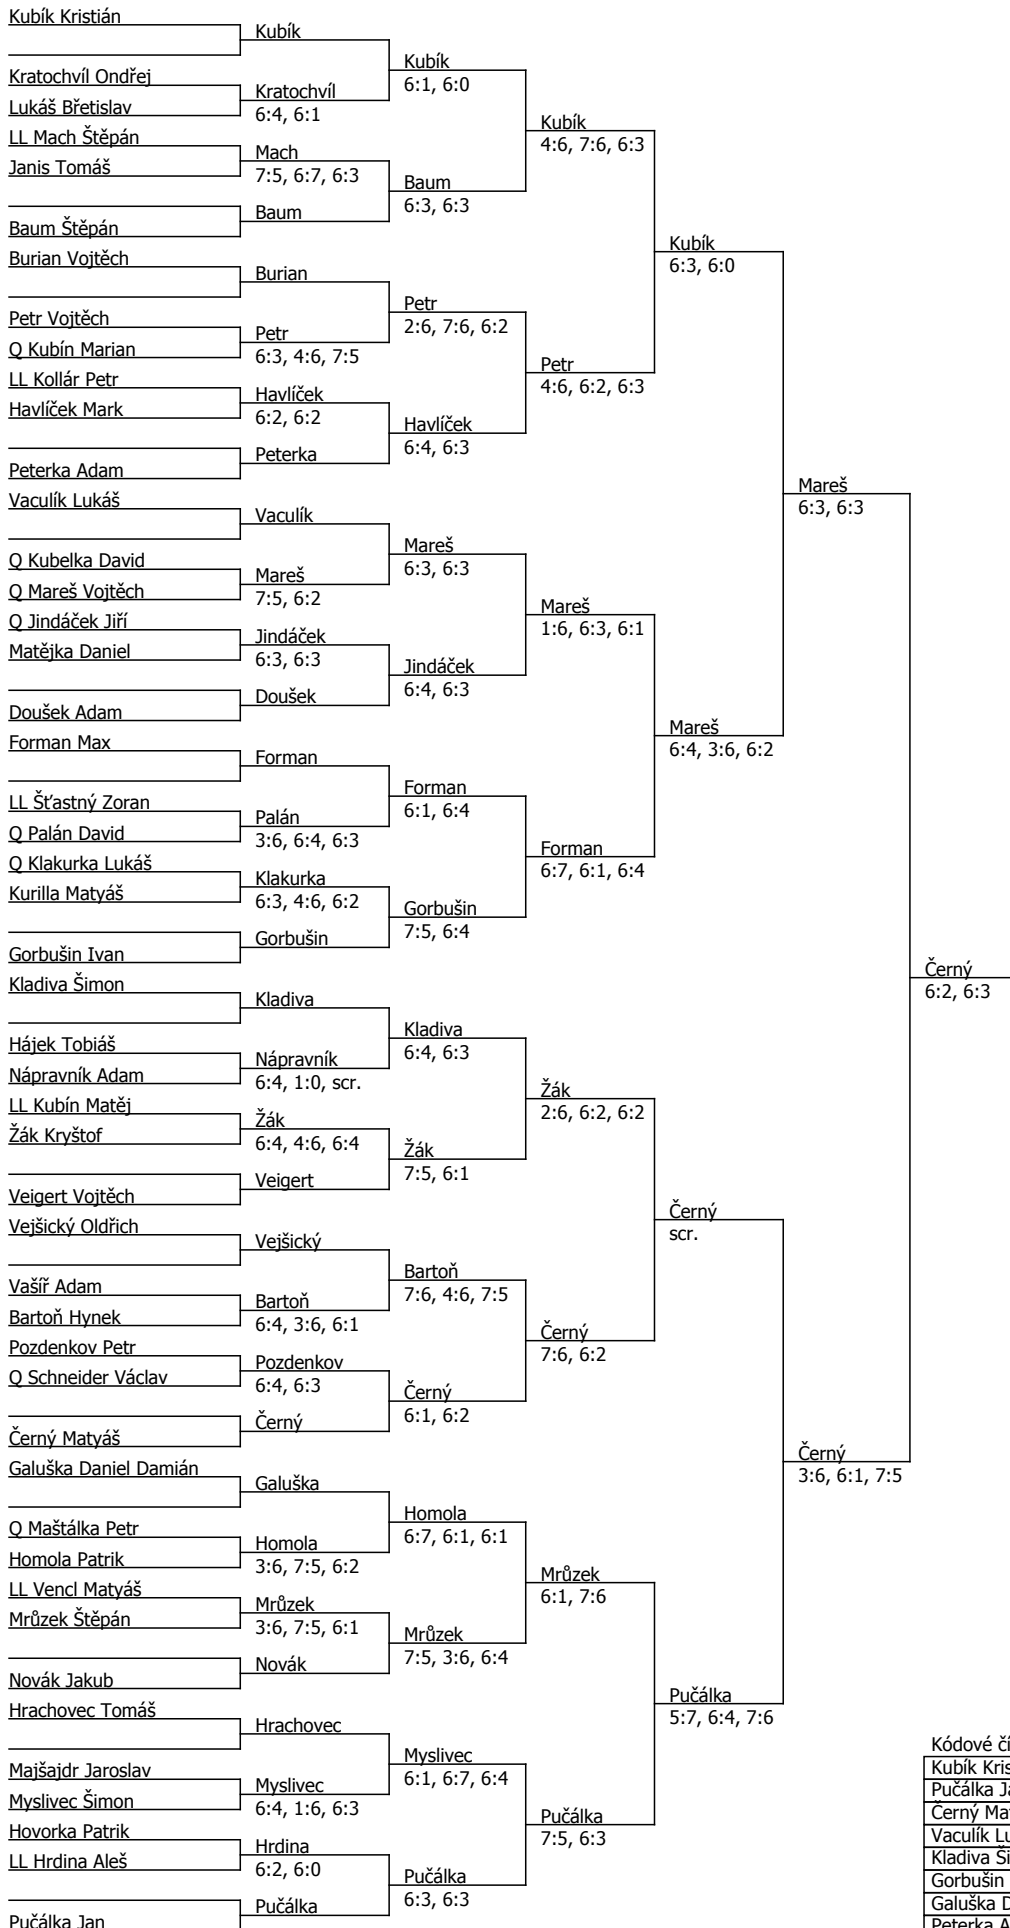 Kubík Kristián
Kratochvíl Ondřej
Lukáš Břetislav
LL Mach Štěpán
Janis Tomáš
Baum Štěpán
Burian Vojtěch
Petr Vojtěch
Q Kubín Marian
LL Kollár Petr
Havlíček Mark
Peterka Adam
Vaculík Lukáš
Q Kubelka David
Q Mareš Vojtěch
Q Jindáček Jiří
Matějka Daniel
Doušek Adam
Forman Max
LL Šťastný Zoran
Q Palán David
Q Klakurka Lukáš
Kurilla Matyáš
Gorbušin Ivan
Kladiva Šimon
Hájek Tobiáš
Nápravník Adam
LL Kubín Matěj
Žák Kryštof
Veigert Vojtěch
Vejšický Oldřich
Vašíř Adam
Bartoň Hynek
Pozdenkov Petr
Q Schneider Václav
Černý Matyáš
Galuška Daniel Damián
Q Maštálka Petr
Homola Patrik
LL Vencl Matyáš
Mrůzek Štěpán
Novák Jakub
Hrachovec Tomáš
Majšajdr Jaroslav
Myslivec Šimon
Hovorka Patrik
LL Hrdina Aleš
Pučálka Jan
Kubík
Kratochvíl
6:4, 6:1
Mach
7:5, 6:7, 6:3
Baum
Burian
Petr
6:3, 4:6, 7:5
Havlíček
6:2, 6:2
Peterka
Vaculík
Mareš
7:5, 6:2
Jindáček
6:3, 6:3
Doušek
Forman
Palán
3:6, 6:4, 6:3
Klakurka
6:3, 4:6, 6:2
Gorbušin
Kladiva
Nápravník
6:4, 1:0, scr.
Žák
6:4, 4:6, 6:4
Veigert
Vejšický
Bartoň
6:4, 3:6, 6:1
Pozdenkov
6:4, 6:3
Černý
Galuška
Homola
3:6, 7:5, 6:2
Mrůzek
3:6, 7:5, 6:1
Novák
Hrachovec
Myslivec
6:4, 1:6, 6:3
Hrdina
6:2, 6:0
Pučálka
Kubík
6:1, 6:0
Baum
6:3, 6:3
Petr
2:6, 7:6, 6:2
Havlíček
6:4, 6:3
Mareš
6:3, 6:3
Jindáček
6:4, 6:3
Forman
6:1, 6:4
Gorbušin
7:5, 6:4
Kladiva
6:4, 6:3
Žák
7:5, 6:1
Bartoň
7:6, 4:6, 7:5
Černý
6:1, 6:2
Homola
6:7, 6:1, 6:1
Mrůzek
7:5, 3:6, 6:4
Myslivec
6:1, 6:7, 6:4
Pučálka
6:3, 6:3
Kubík
4:6, 7:6, 6:3
Petr
4:6, 6:2, 6:3
Mareš
1:6, 6:3, 6:1
Forman
6:7, 6:1, 6:4
Žák
2:6, 6:2, 6:2
Černý
7:6, 6:2
Mrůzek
6:1, 7:6
Pučálka
7:5, 6:3
Kubík
6:3, 6:0
Mareš
6:4, 3:6, 6:2
Černý
scr.
Pučálka
5:7, 6:4, 7:6
Mareš
6:3, 6:3
Černý
3:6, 6:1, 7:5
Černý
6:2, 6:3
Kódové čí
Kubík Kris
Pučálka Ja
Černý Mat
Vaculík Lu
Kladiva Ši
Gorbušin
Galuška D
Peterka A